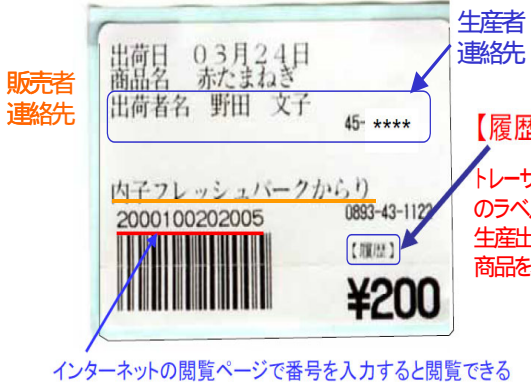 生産者
連絡先
販売者
連絡先
出荷日 03月24日
商品名 赤たまねぎ
出荷者名 野田 文子
45-****
【履歴
トレーサ
のラベ
生産出
商品を
内子フレッシュパークからり
2000100202005
0893-43-1122
【履歴】
¥200
インターネットの閲覧ページで番号を入力すると閲覧できる